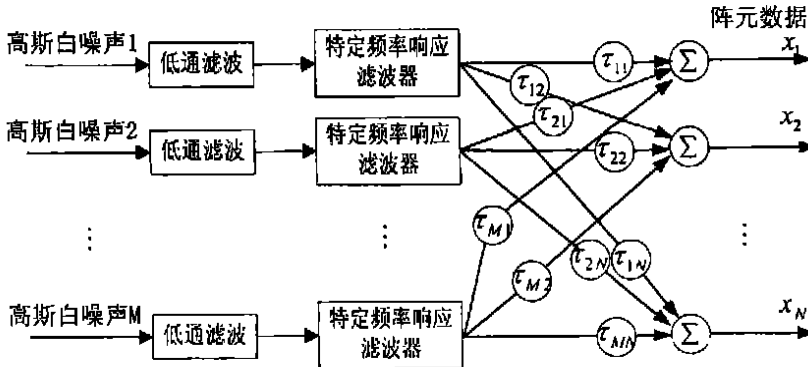 阵元数据
高斯白噪声1
低通滤波
特定频率响应
滤波器
τ11
Σ
x1
τ12
τ21
高斯白噪声2
低通滤波
特定频率响应
滤波器
τ22
Σ
x2
⋮
⋮
τM1
τM2
τ2N
τ1N
⋮
高斯白噪声M
低通滤波
特定频率响应
滤波器
τMN
Σ
xN